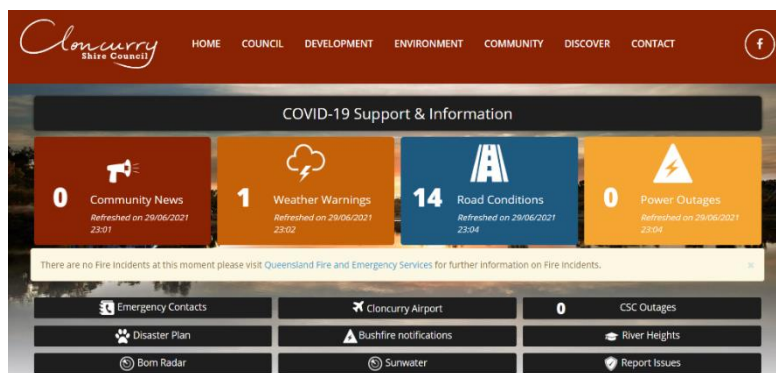 Cloncurry
Shire Council
HOME COUNCIL DEVELOPMENT ENVIRONMENT COMMUNITY DISCOVER CONTACT
f
COVID-19 Support & Information
0 Community News
Refreshed on 29/06/2021
23:01
1 Weather Warnings
Refreshed on 29/06/2021
23:02
14 Road Conditions
Refreshed on 29/06/2021
23:04
0 Power Outages
Refreshed on 29/06/2021
23:04
There are no Fire Incidents at this moment please visit Queensland Fire and Emergency Services for further information on Fire Incidents. ×
Emergency Contacts
Cloncurry Airport
0 CSC Outages
Disaster Plan
Bushfire notifications
River Heights
Bom Radar
Sunwater
Report Issues